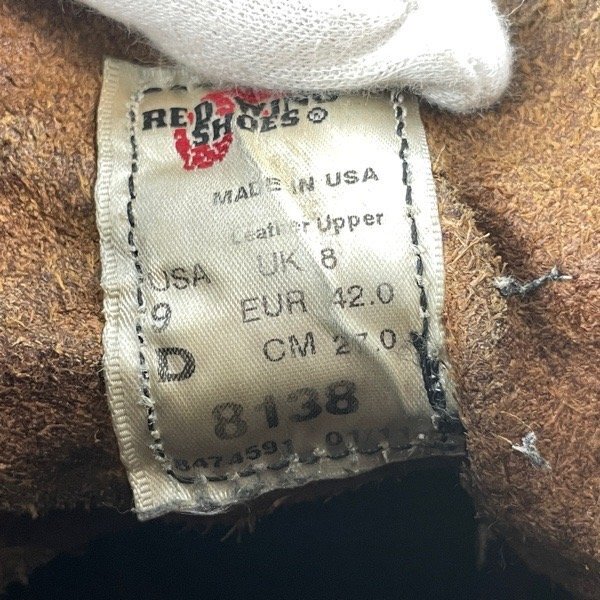 RED WING
SHOES®
MADE IN USA
Leather Upper
USA UK 8
9 EUR 42.0
D CM 27.0
8138
8474591